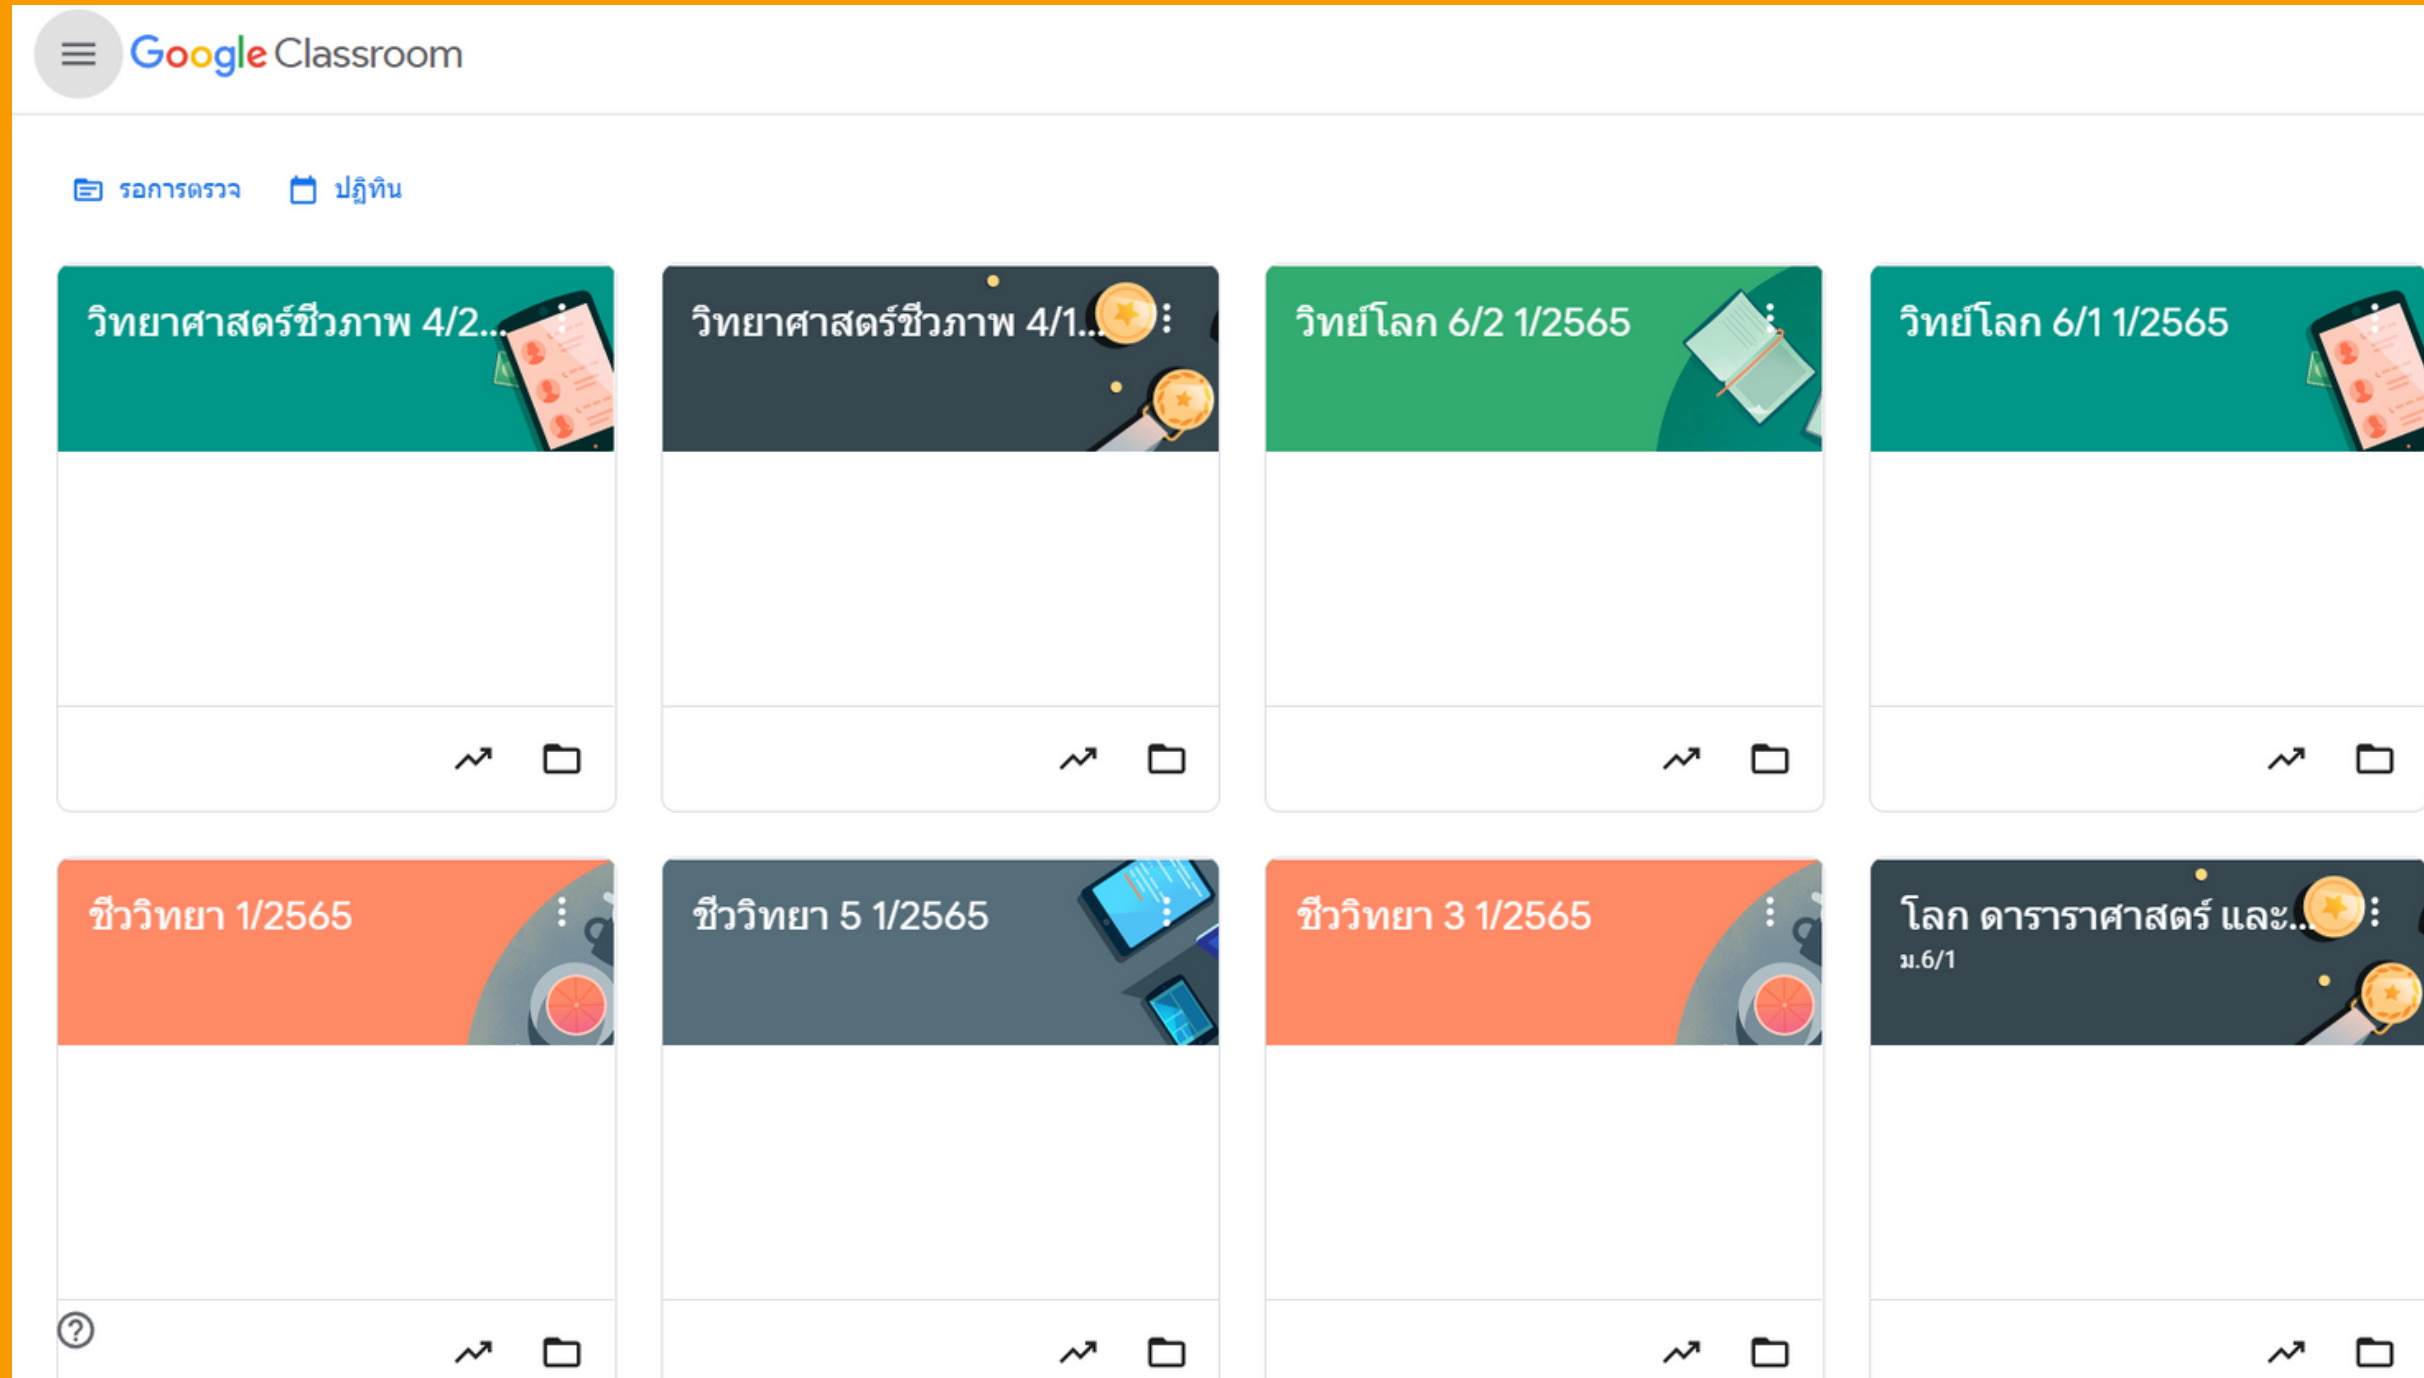 Google Classroom
รอการตรวจ
ปฏิทิน
วิทยาศาสตร์ชีวภาพ 4/2...
วิทยาศาสตร์ชีวภาพ 4/1...
วิทย์โลก 6/2 1/2565
วิทย์โลก 6/1 1/2565
ชีววิทยา 1/2565
ชีววิทยา 5 1/2565
ชีววิทยา 3 1/2565
โลก ดาราราศาสตร์ และ...
ม.6/1